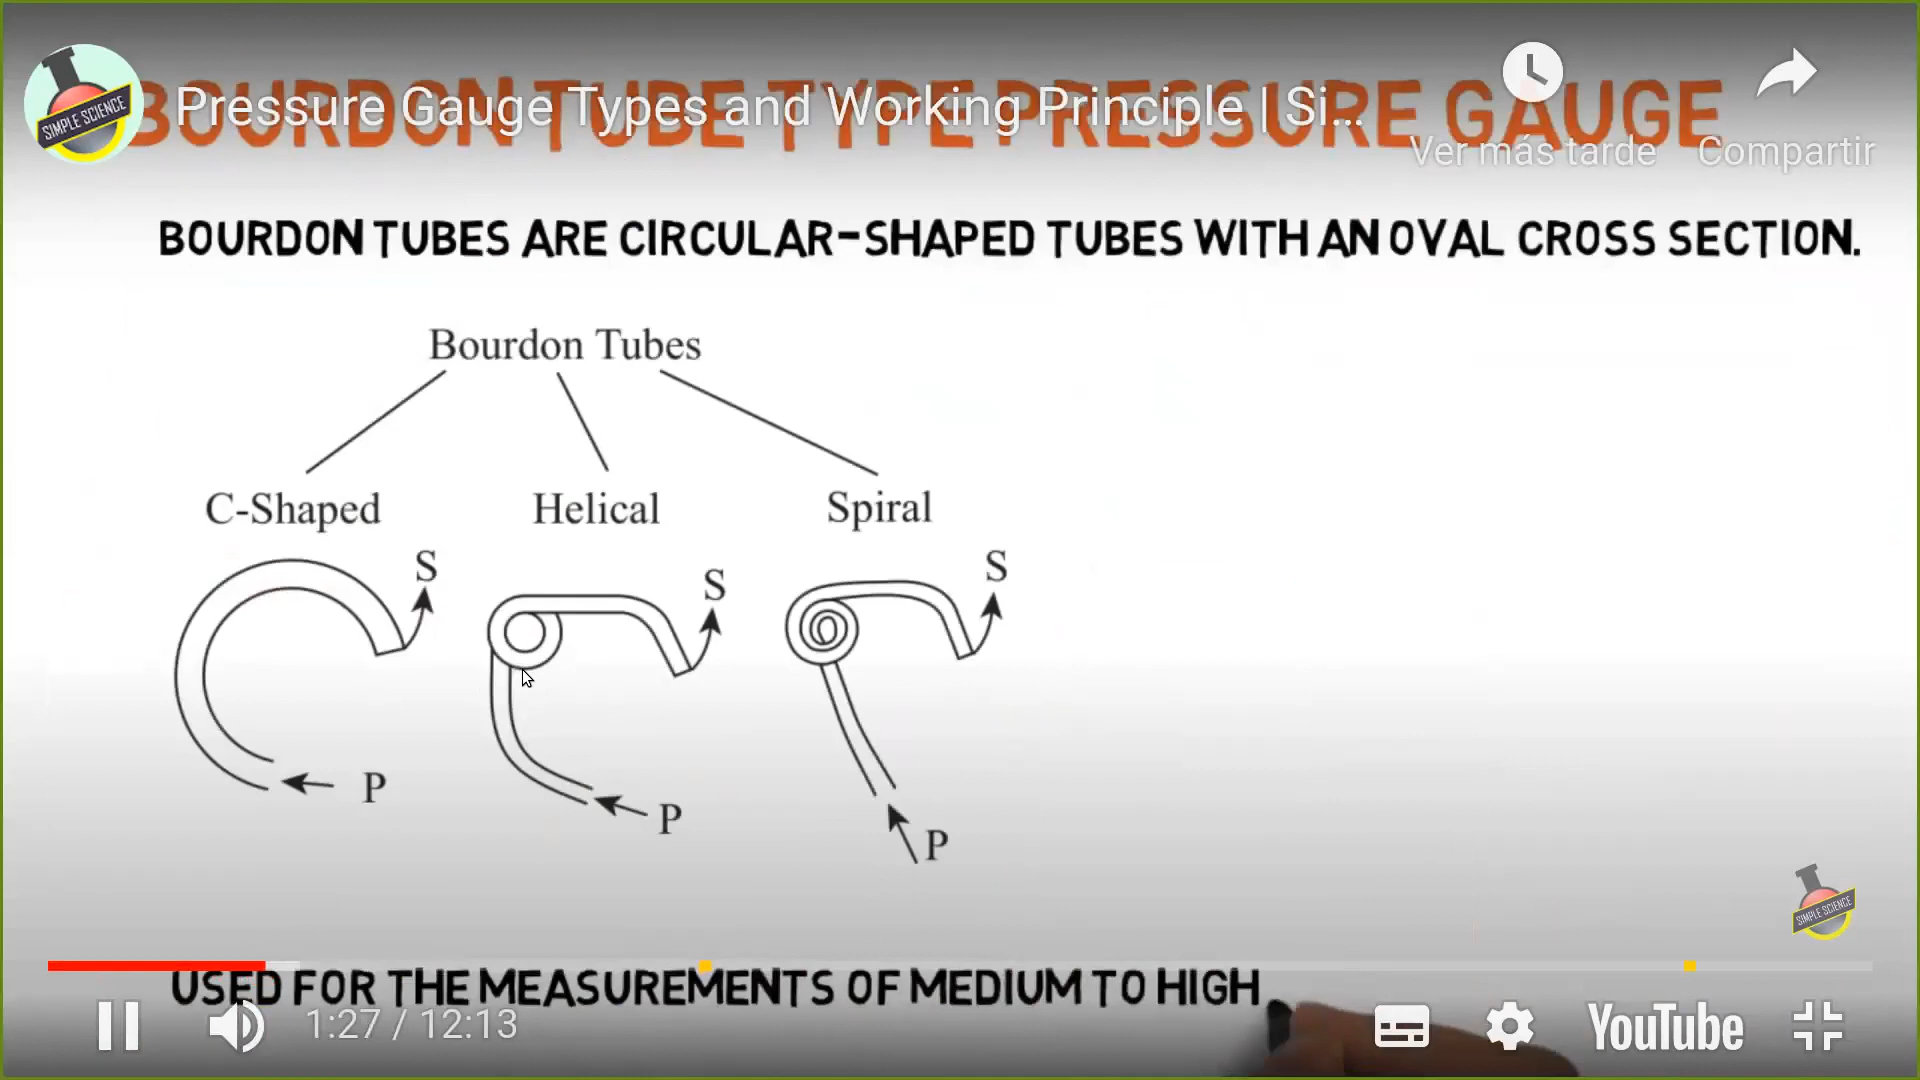 BOURDON TUBE TYPE PRESSURE GAUGE
Pressure Gauge Types and Working Principle | Si...
SIMPLE SCIENCE
Ver más tarde
Compartir
BOURDON TUBES ARE CIRCULAR-SHAPED TUBES WITH AN OVAL CROSS SECTION.
Bourdon Tubes
C-Shaped
Helical
Spiral
S
S
S
P
P
P
SIMPLE SCIENCE
USED FOR THE MEASUREMENTS OF MEDIUM TO HIGH
1:27 / 12:13
YouTube